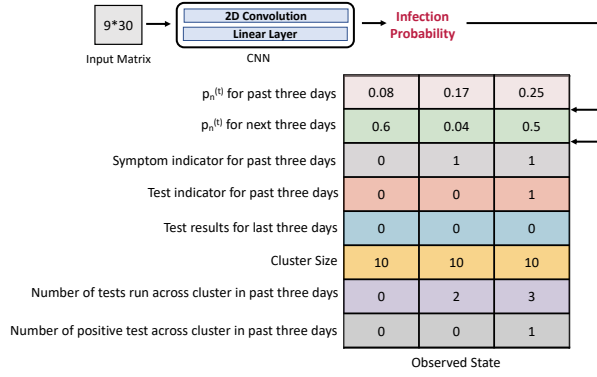 9*30
2D Convolution
Linear Layer
Infection
Probability
Input Matrix
CNN
pₙ⁽ᵗ⁾ for past three days 0.08 0.17 0.25
pₙ⁽ᵗ⁾ for next three days 0.6 0.04 0.5
Symptom indicator for past three days 0 1 1
Test indicator for past three days 0 0 1
Test results for last three days 0 0 0
Cluster Size 10 10 10
Number of tests run across cluster in past three days 0 2 3
Number of positive test across cluster in past three days 0 0 1
Observed State